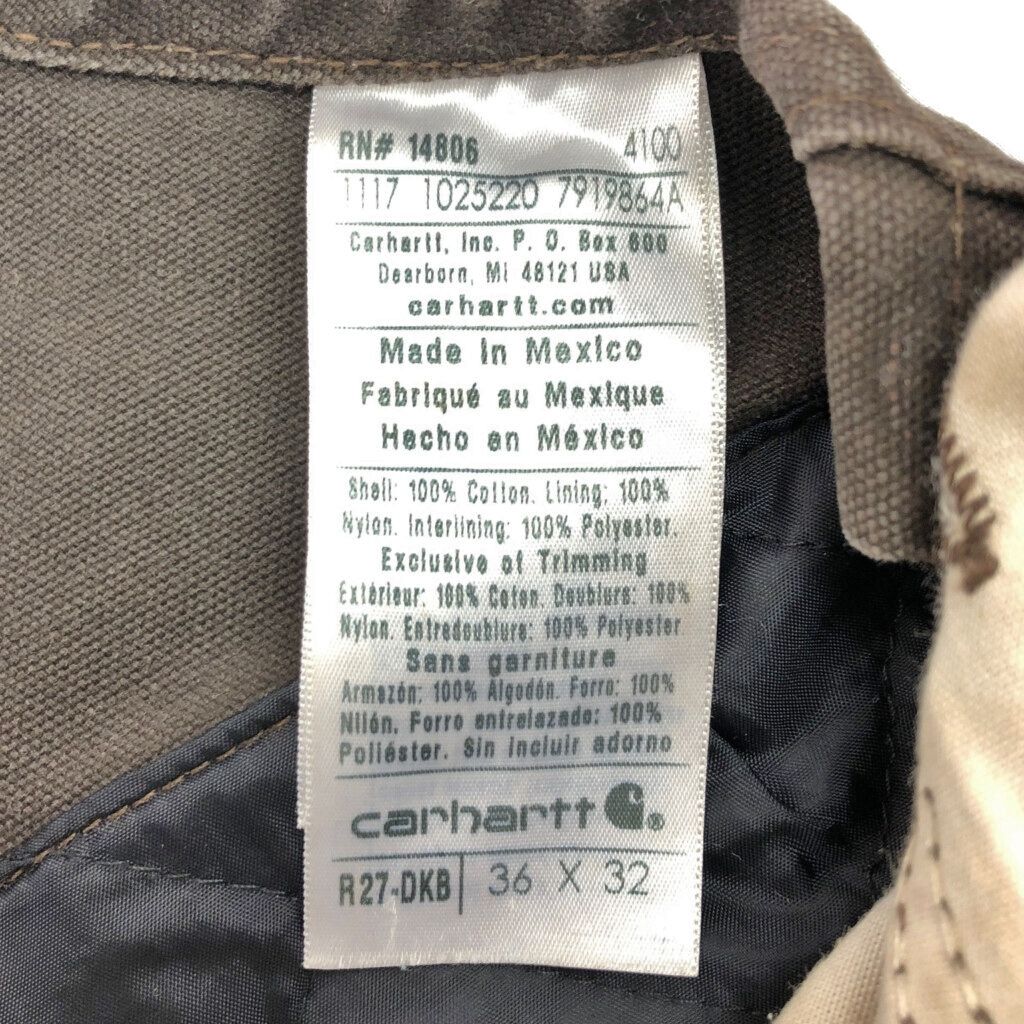 RN# 14806 4100
1117 1025220 7919864A
Carhartt, Inc. P. O. Box 600
Dearborn, MI 48121 USA
carhartt.com
Made in Mexico
Fabriqué au Mexique
Hecho en México
Shell: 100% Cotton. Lining: 100%
Nylon. Interlining: 100% Polyester.
Exclusive of Trimming
Extérieur: 100% Coton. Doublure: 100%
Nylon. Entredoublure: 100% Polyester
Sans garniture
Armazón: 100% Algodón. Forro: 100%
Nilón. Forro entrelazado: 100%
Poliéster. Sin incluir adorno
carhartt ®
R27-DKB 36 X 32